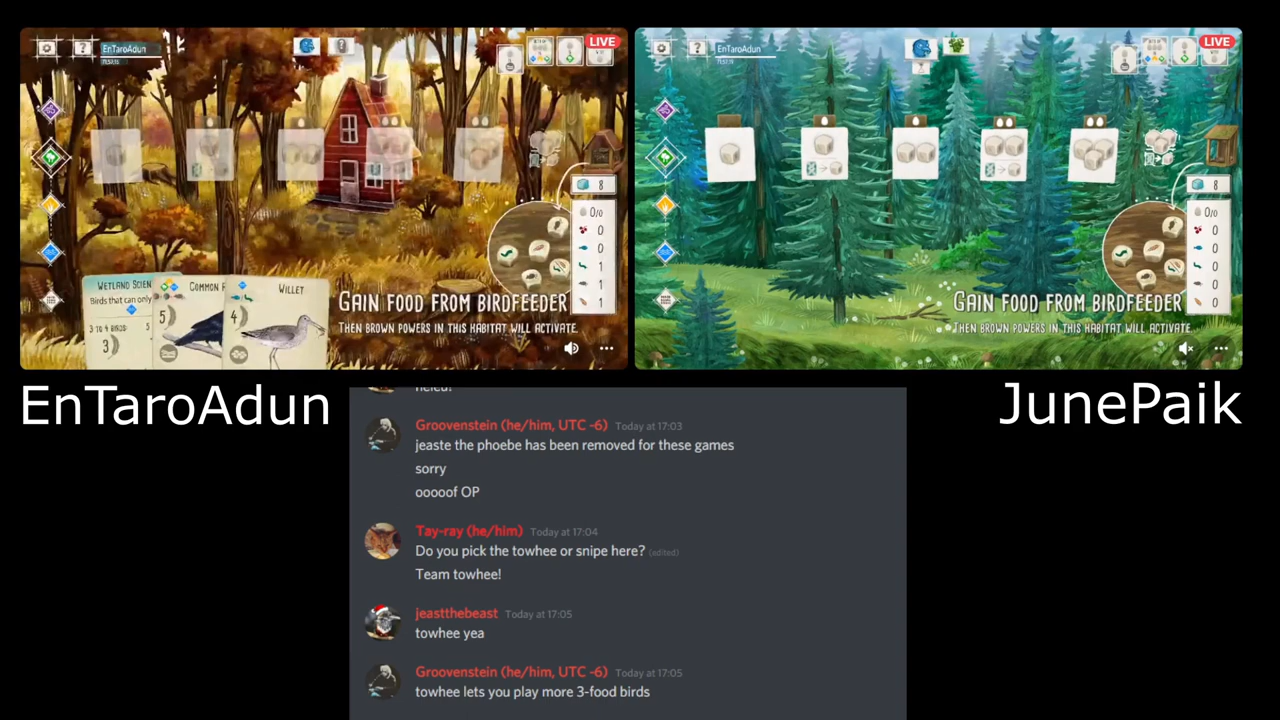 EnTaroAdun
LIVE
8
0/0
0
0
1
1
1
WETLAND SCIEN
Birds that can only
3 TO 4 BIRDS: 5
3
COMMON
5
WILLET
4
GAIN FOOD FROM BIRDFEEDER
THEN BROWN POWERS IN THIS HABITAT WILL ACTIVATE.
EnTaroAdun
LIVE
8
0/0
0
0
0
0
0
GAIN FOOD FROM BIRDFEEDER
THEN BROWN POWERS IN THIS HABITAT WILL ACTIVATE.
EnTaroAdun
JunePaik
Groovenstein (he/him, UTC -6) Today at 17:03
jeaste the phoebe has been removed for these games
sorry
ooooof OP
Tay-ray (he/him) Today at 17:04
Do you pick the towhee or snipe here? (edited)
Team towhee!
jeastthebeast Today at 17:05
towhee yea
Groovenstein (he/him, UTC -6) Today at 17:05
towhee lets you play more 3-food birds